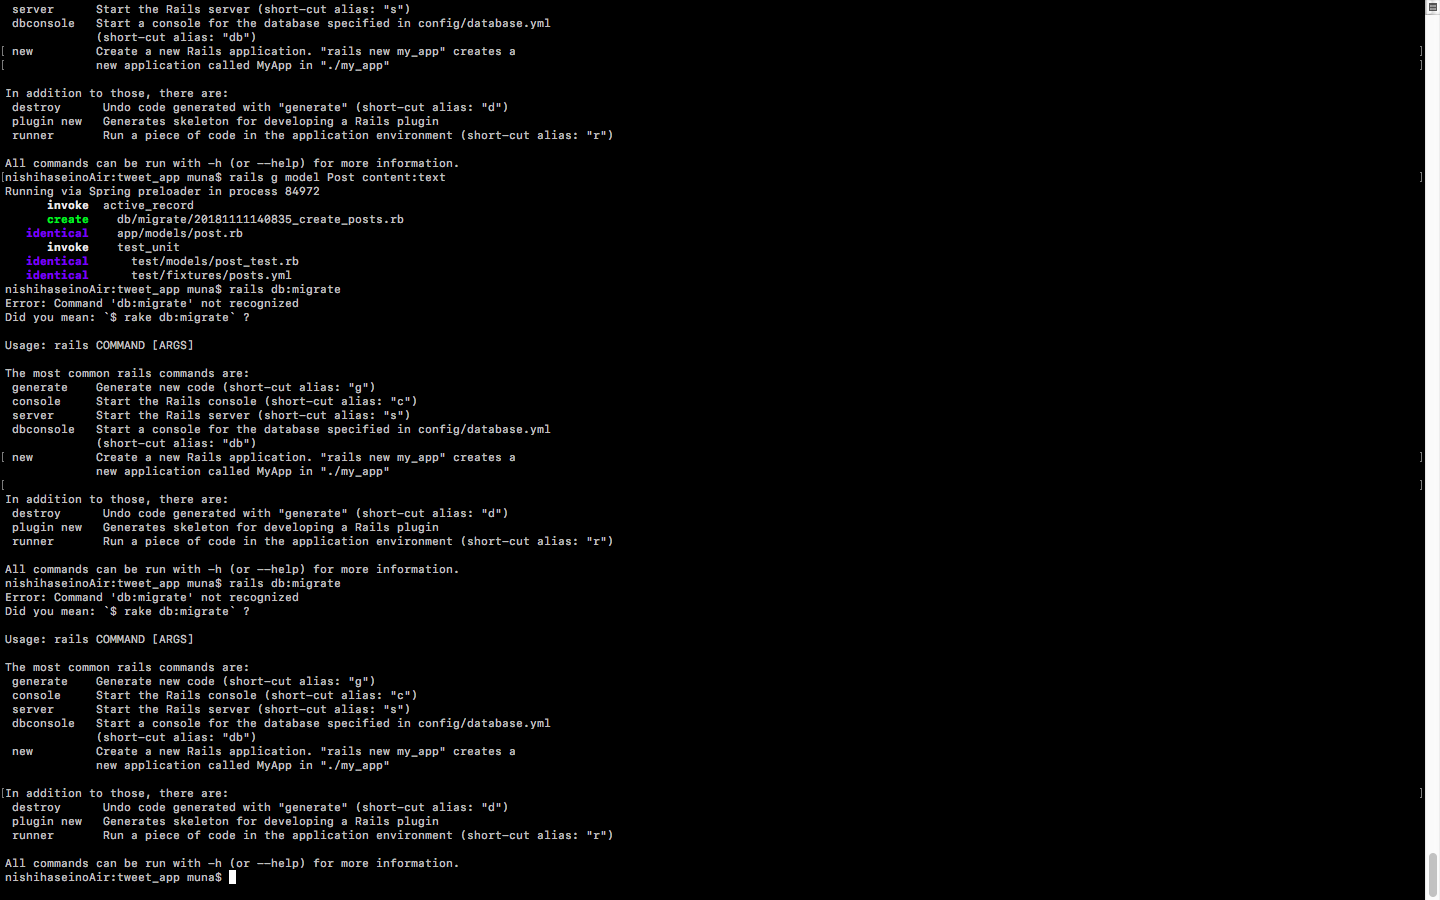 server      Start the Rails server (short-cut alias: "s")
dbconsole   Start a console for the database specified in config/database.yml
(short-cut alias: "db")
[ new         Create a new Rails application. "rails new my_app" creates a ]
[ new application called MyApp in "./my_app" ]
In addition to those, there are:
destroy      Undo code generated with "generate" (short-cut alias: "d")
plugin new   Generates skeleton for developing a Rails plugin
runner       Run a piece of code in the application environment (short-cut alias: "r")
All commands can be run with -h (or --help) for more information.
[nishihaseinoAir:tweet_app muna$ rails g model Post content:text ]
Running via Spring preloader in process 84972
invoke  active_record
create    db/migrate/20181111140835_create_posts.rb
identical    app/models/post.rb
invoke    test_unit
identical      test/models/post_test.rb
identical      test/fixtures/posts.yml
nishihaseinoAir:tweet_app muna$ rails db:migrate
Error: Command 'db:migrate' not recognized
Did you mean: `$ rake db:migrate` ?
Usage: rails COMMAND [ARGS]
The most common rails commands are:
generate    Generate new code (short-cut alias: "g")
console     Start the Rails console (short-cut alias: "c")
server      Start the Rails server (short-cut alias: "s")
dbconsole   Start a console for the database specified in config/database.yml
(short-cut alias: "db")
[ new         Create a new Rails application. "rails new my_app" creates a ]
new application called MyApp in "./my_app"
[ ]
In addition to those, there are:
destroy      Undo code generated with "generate" (short-cut alias: "d")
plugin new   Generates skeleton for developing a Rails plugin
runner       Run a piece of code in the application environment (short-cut alias: "r")
All commands can be run with -h (or --help) for more information.
nishihaseinoAir:tweet_app muna$ rails db:migrate
Error: Command 'db:migrate' not recognized
Did you mean: `$ rake db:migrate` ?
Usage: rails COMMAND [ARGS]
The most common rails commands are:
generate    Generate new code (short-cut alias: "g")
console     Start the Rails console (short-cut alias: "c")
server      Start the Rails server (short-cut alias: "s")
dbconsole   Start a console for the database specified in config/database.yml
(short-cut alias: "db")
new         Create a new Rails application. "rails new my_app" creates a
new application called MyApp in "./my_app"
[In addition to those, there are: ]
destroy      Undo code generated with "generate" (short-cut alias: "d")
plugin new   Generates skeleton for developing a Rails plugin
runner       Run a piece of code in the application environment (short-cut alias: "r")
All commands can be run with -h (or --help) for more information.
nishihaseinoAir:tweet_app muna$